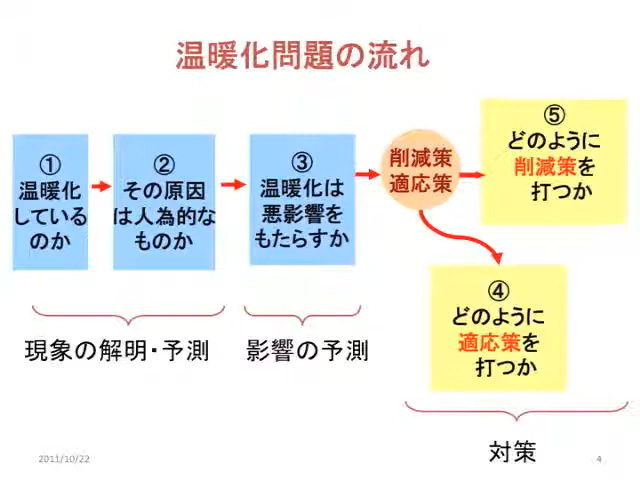 温暖化問題の流れ
①
温暖化
している
のか
②
その原因
は人為的な
ものか
③
温暖化は
悪影響を
もたらすか
削減策
適応策
⑤
どのように
削減策を
打つか
④
どのように
適応策を
打つか
現象の解明・予測
影響の予測
対策
2011/10/22
4